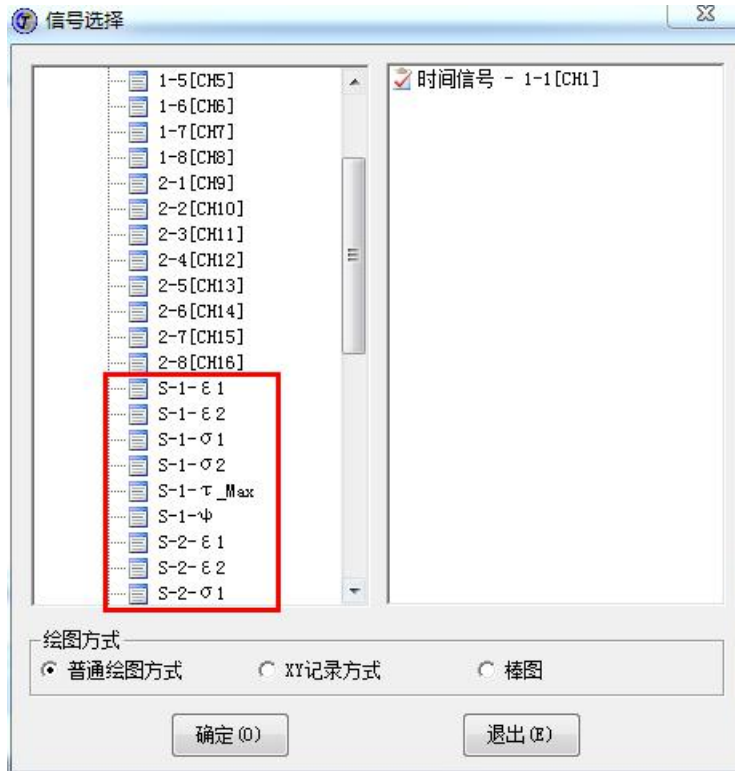 信号选择
1-5[CH5]
1-6[CH6]
1-7[CH7]
1-8[CH8]
2-1[CH9]
2-2[CH10]
2-3[CH11]
2-4[CH12]
2-5[CH13]
2-6[CH14]
2-7[CH15]
2-8[CH16]
S-1-ε1
S-1-ε2
S-1-σ1
S-1-σ2
S-1-τ_Max
S-1-ψ
S-2-ε1
S-2-ε2
S-2-σ1
时间信号 - 1-1[CH1]
绘图方式
普通绘图方式 XY记录方式 棒图
确定(O) 退出(E)